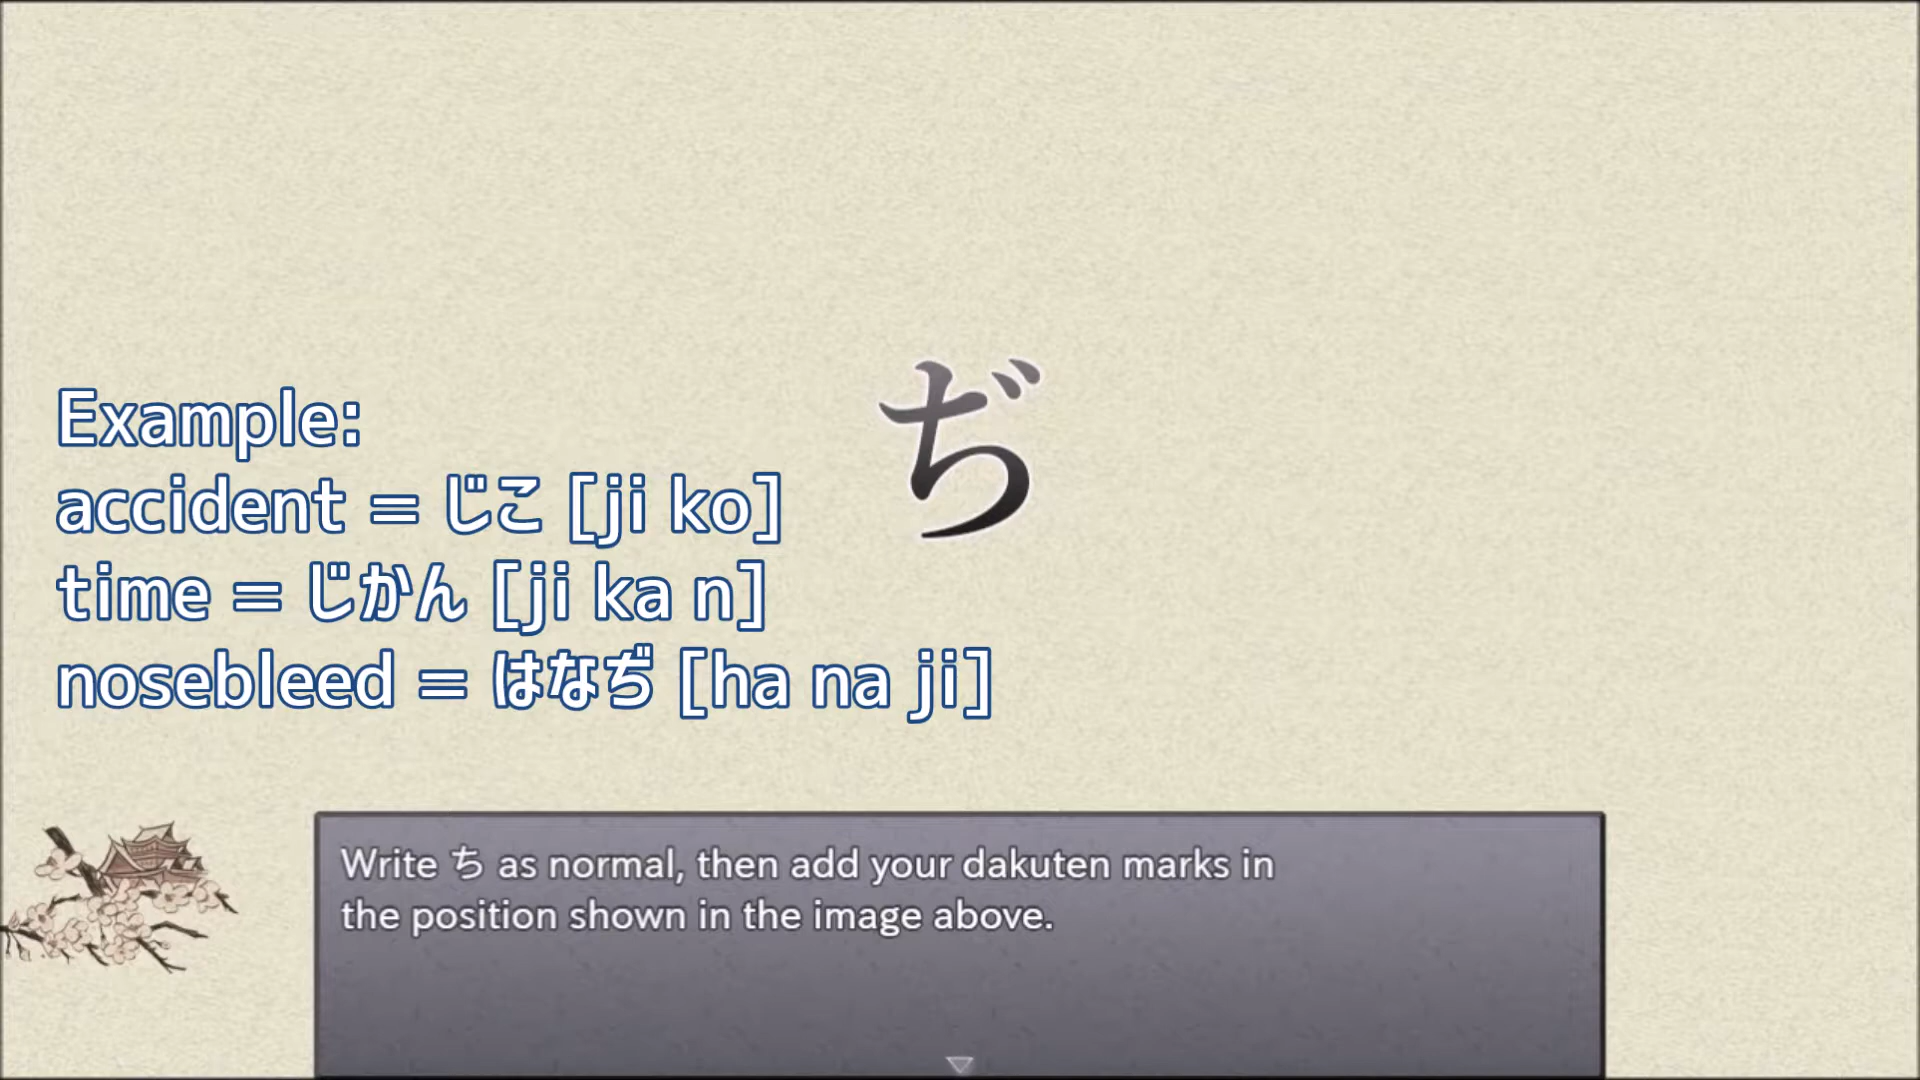 ぢ
Example:
accident = じこ [ji ko]
time = じかん [ji ka n]
nosebleed = はなぢ [ha na ji]
Write ち as normal, then add your dakuten marks in
the position shown in the image above.